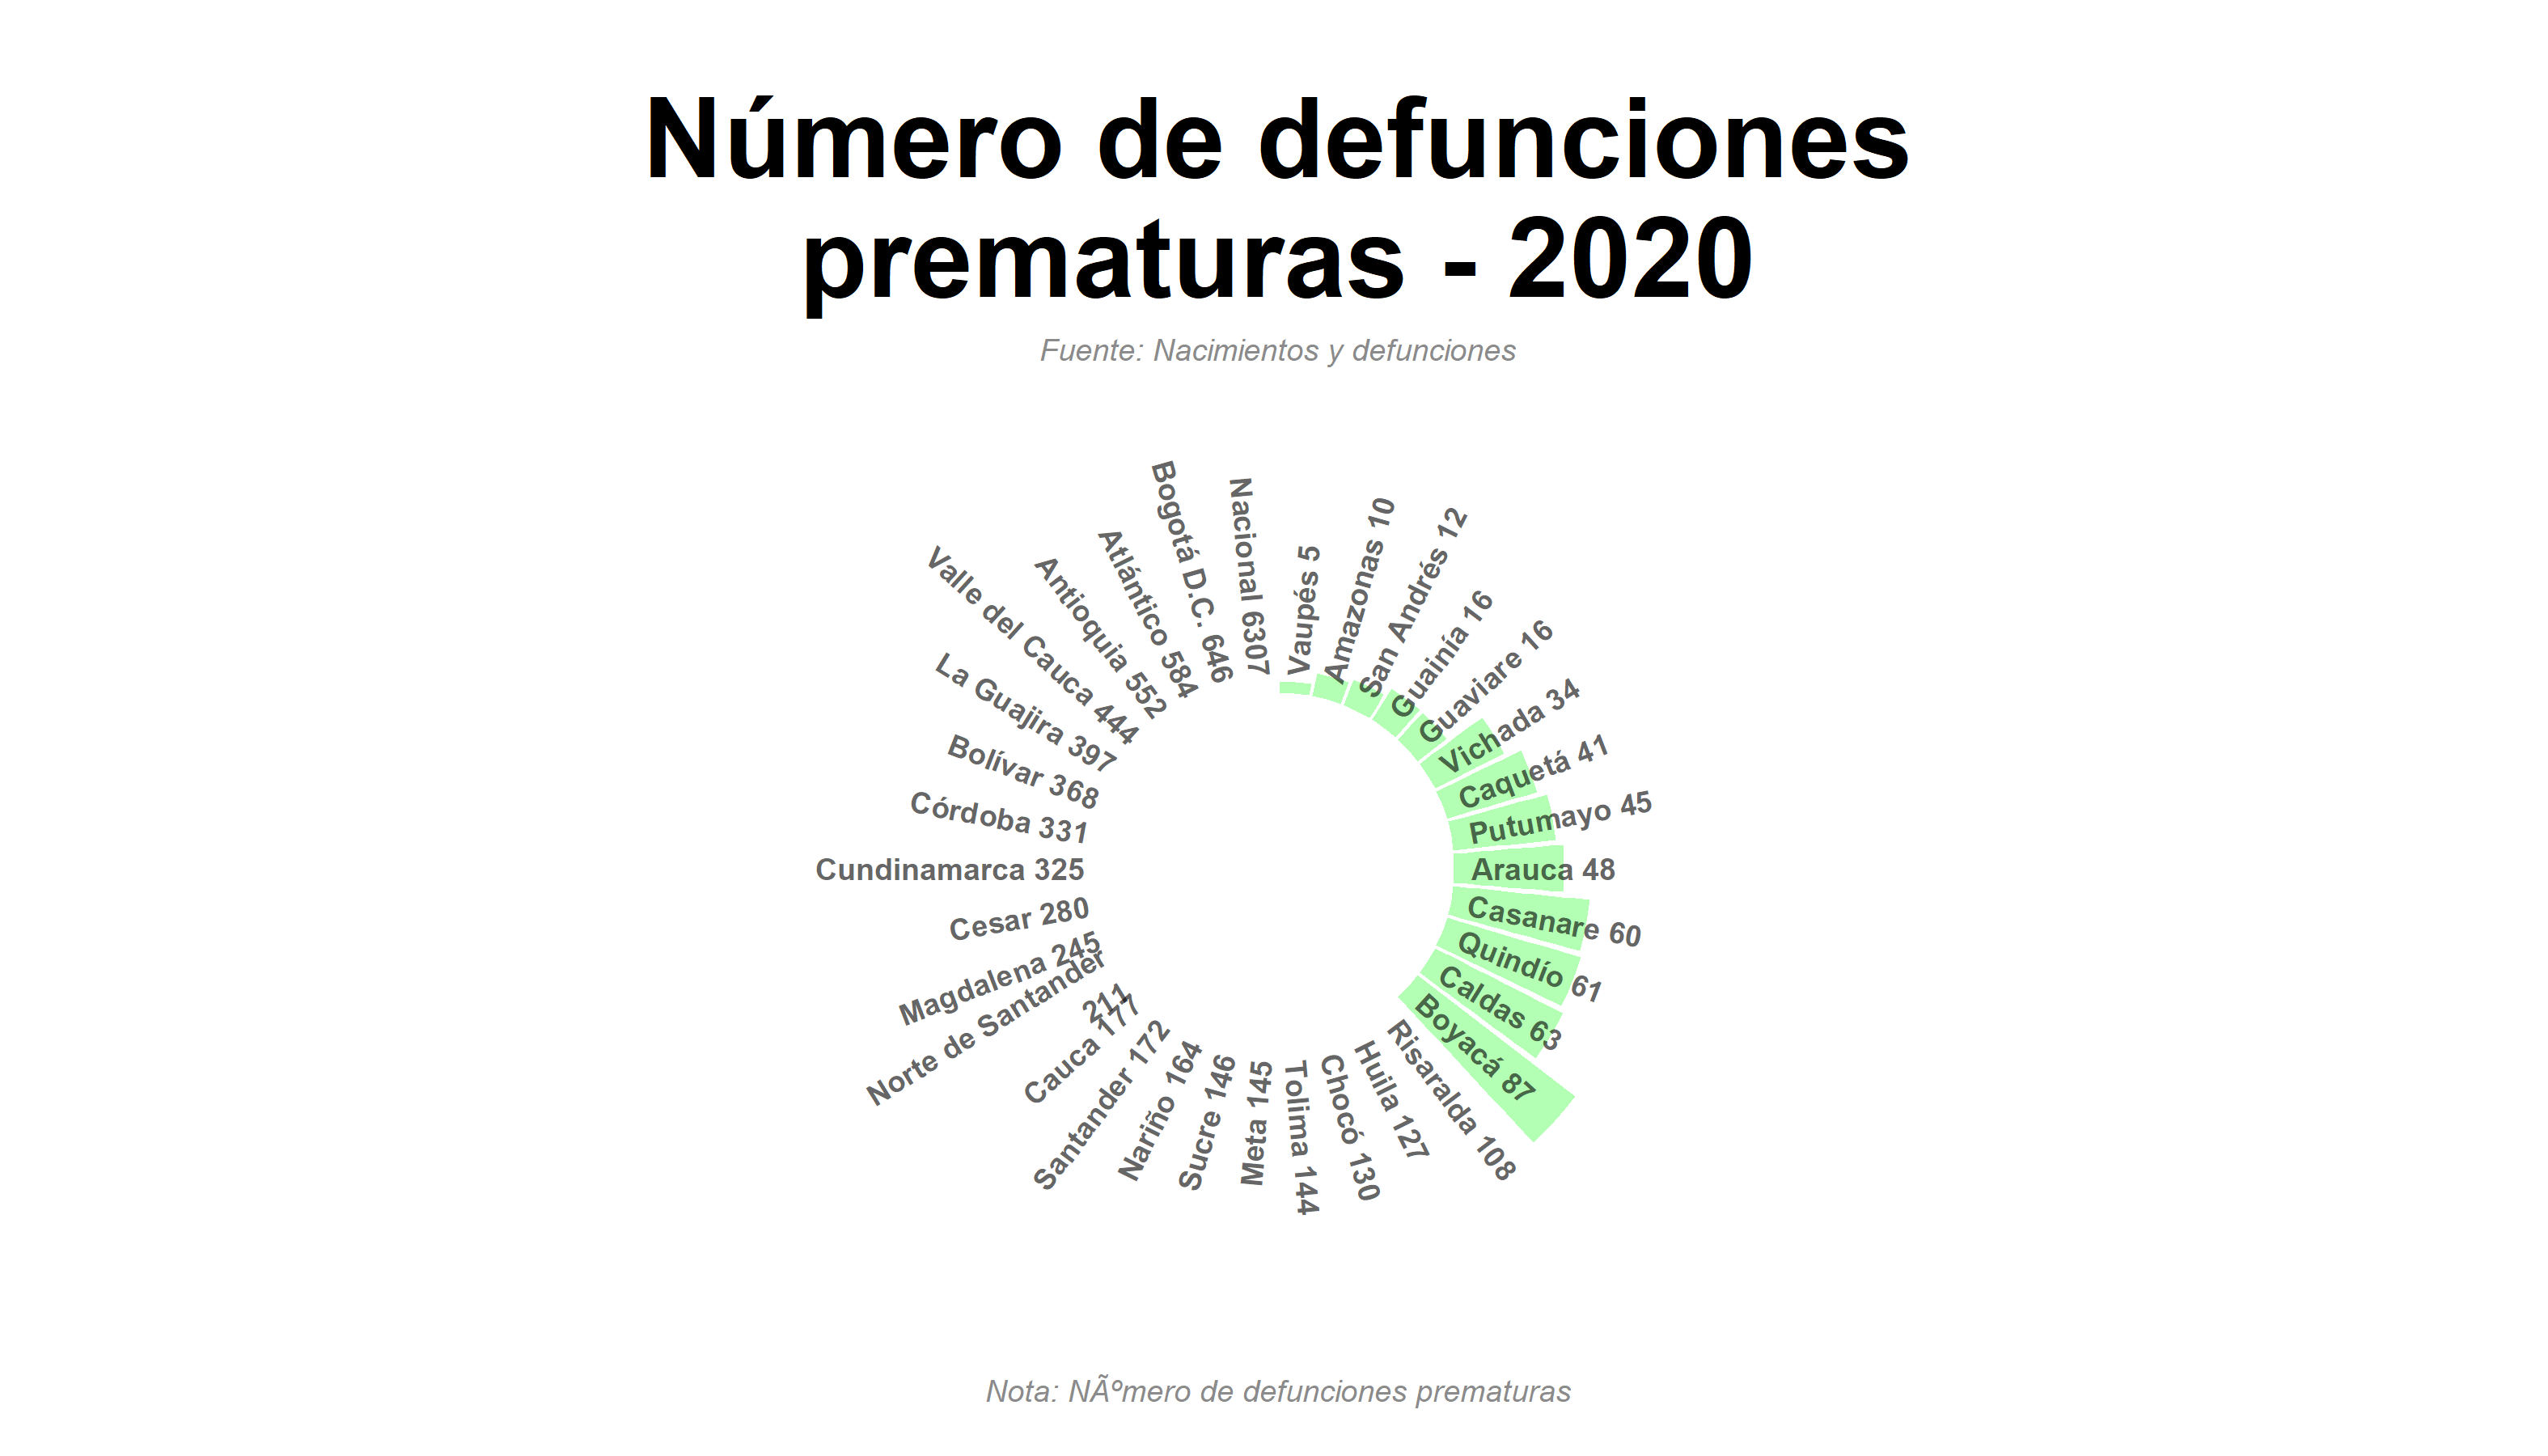 Número de defunciones
prematuras - 2020
Fuente: Nacimientos y defunciones
Vaupés 5
Amazonas 10
San Andrés 12
Guainía 16
Guaviare 16
Vichada 34
Caquetá 41
Putumayo 45
Arauca 48
Casanare 60
Quindío 61
Caldas 63
Boyacá 87
Risaralda 108
Huila 127
Chocó 130
Tolima 144
Meta 145
Sucre 146
Nariño 164
Santander 172
Cauca 177
Norte de Santander
211
Magdalena 245
Cesar 280
Cundinamarca 325
Córdoba 331
Bolívar 368
La Guajira 397
Valle del Cauca 444
Antioquia 552
Atlántico 584
Bogotá D.C. 646
Nacional 6307
Nota: NÃºmero de defunciones prematuras